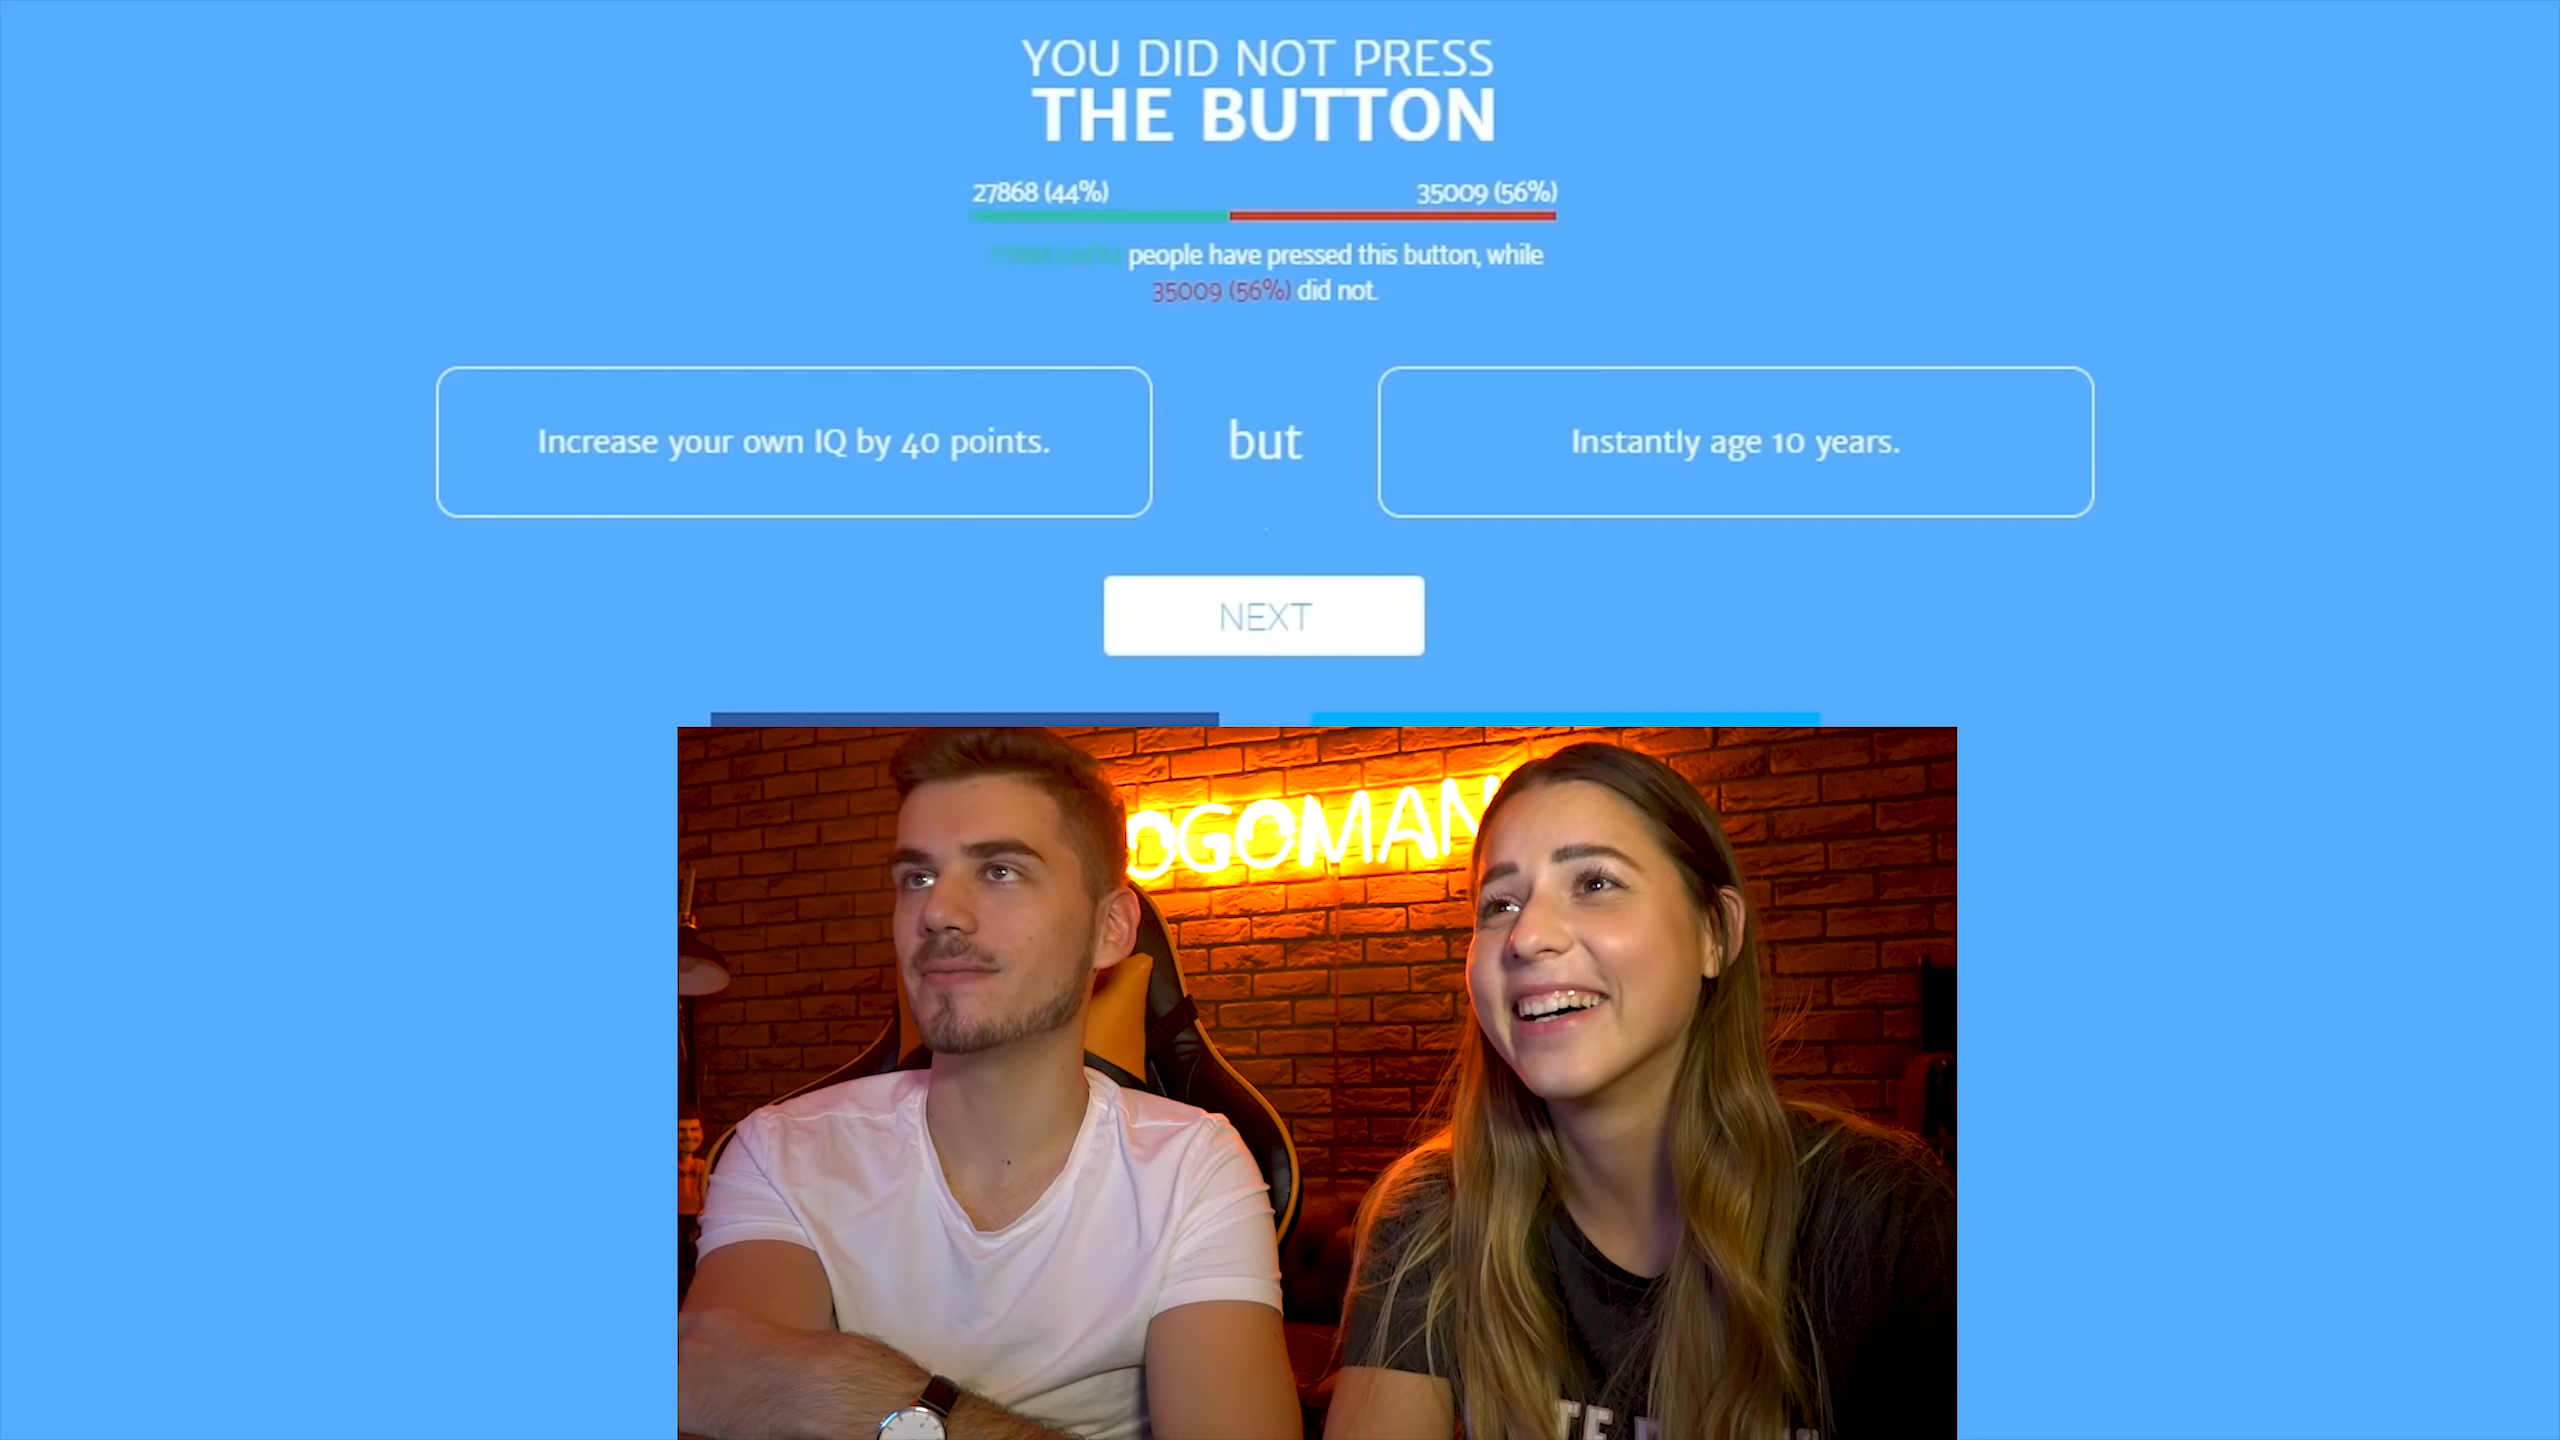 YOU DID NOT PRESS
THE BUTTON
27868 (44%) 35009 (56%)
people have pressed this button, while
35009 (56%) did not.
Increase your own IQ by 40 points.
but
Instantly age 10 years.
NEXT
OGOMAN